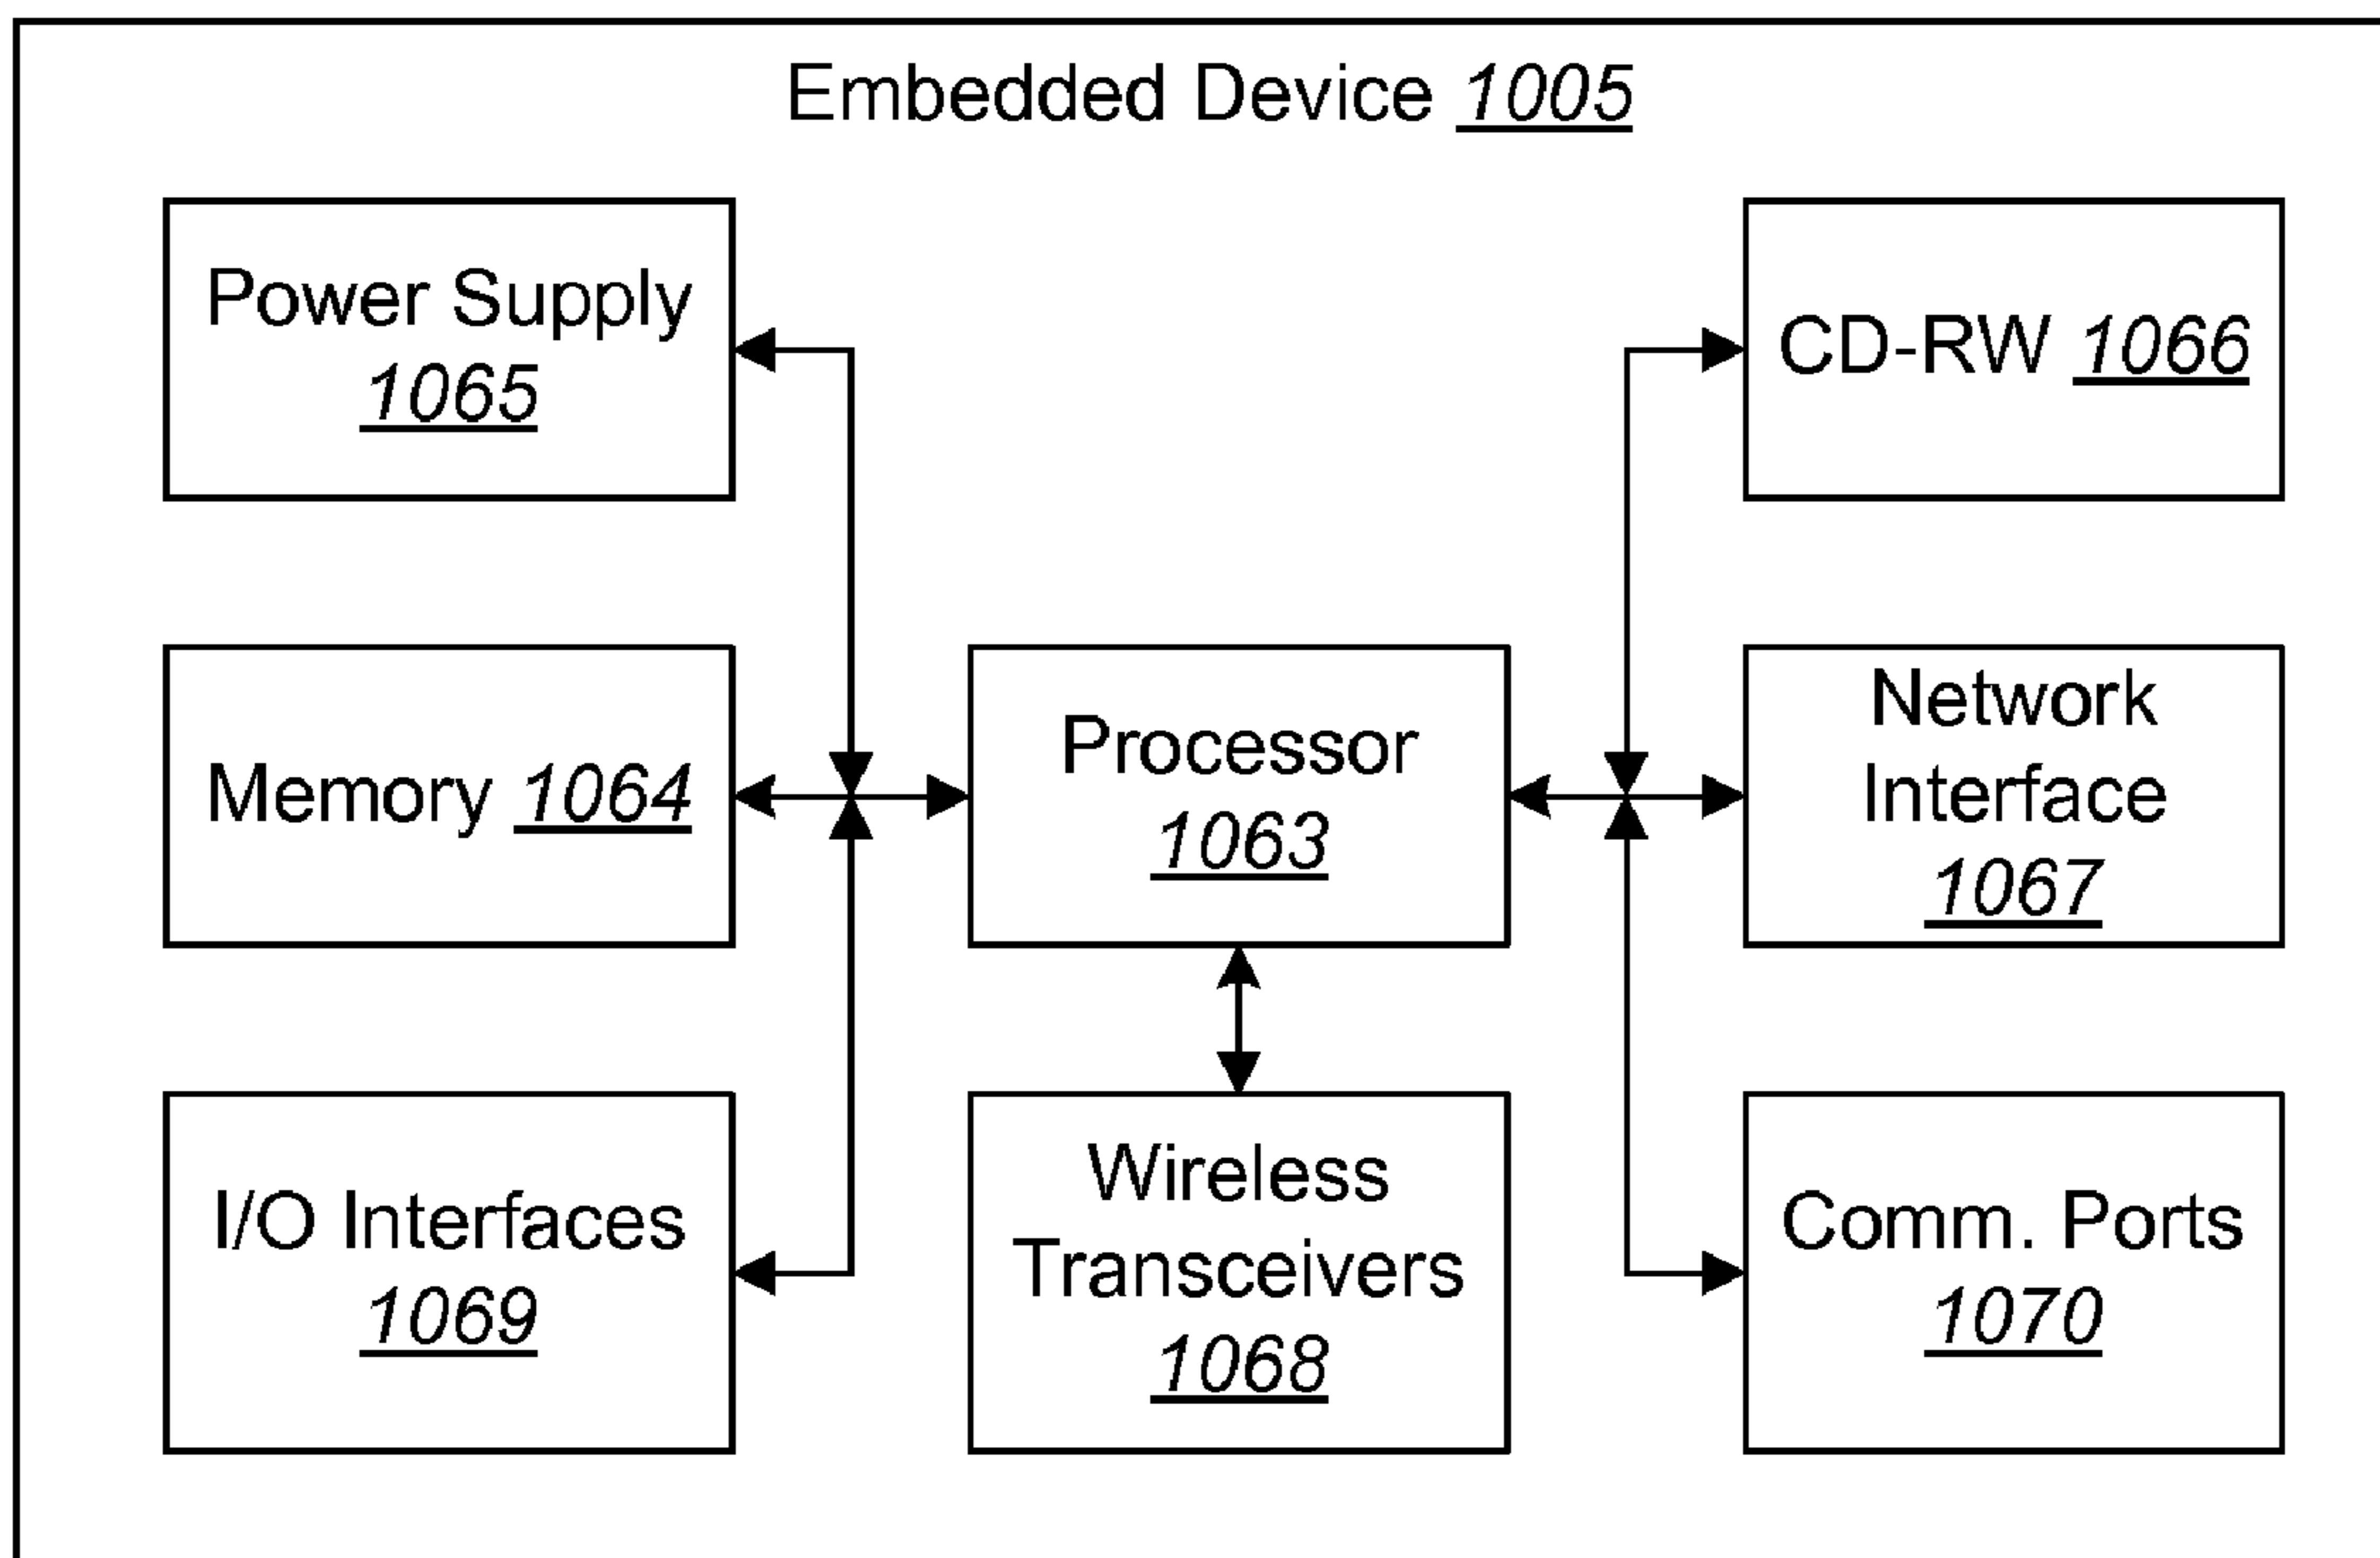 Embedded Device 1005
Power Supply
1065
CD-RW 1066
Memory 1064
Processor
1063
Network
Interface
1067
I/O Interfaces
1069
Wireless
Transceivers
1068
Comm. Ports
1070